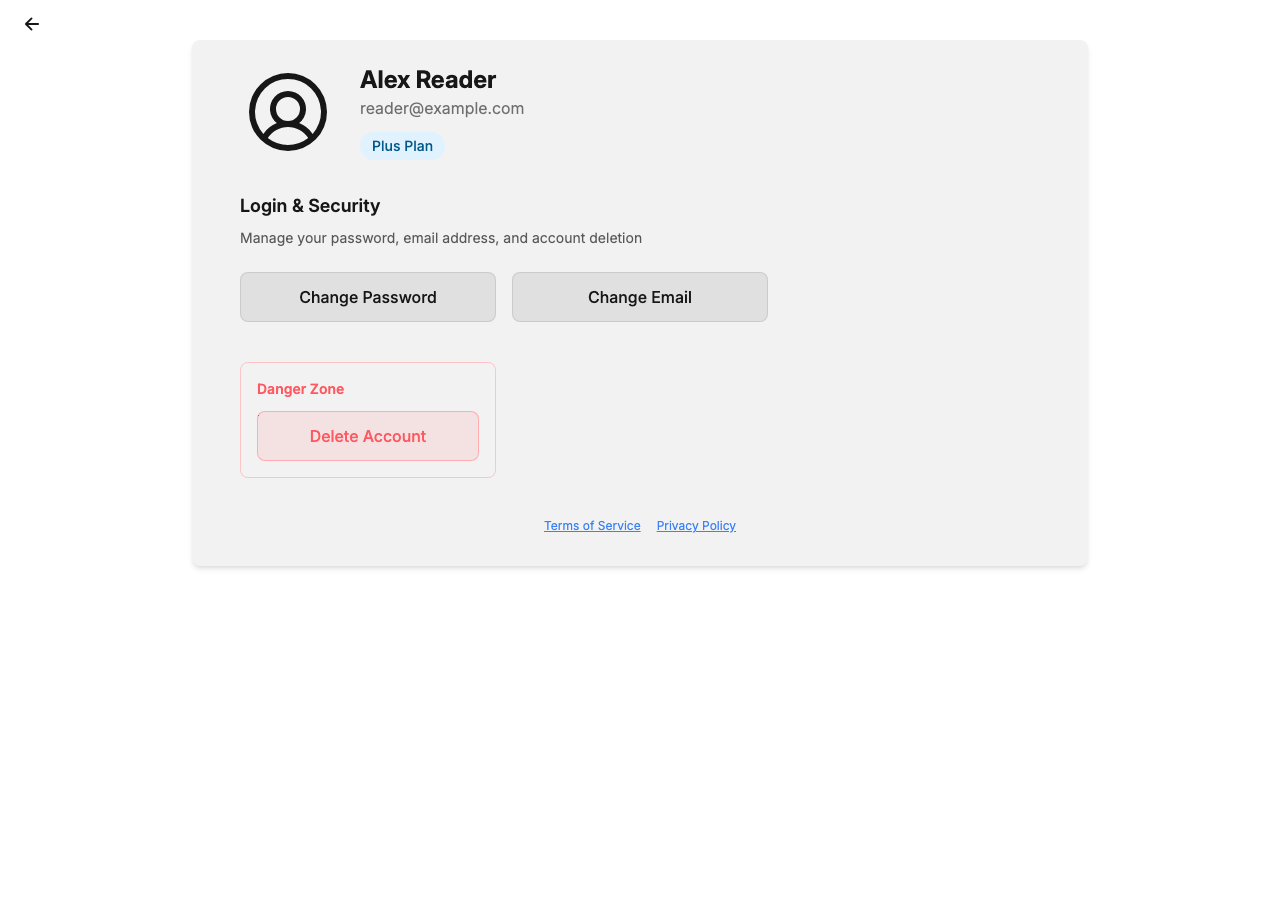 Alex Reader
reader@example.com
Plus Plan
Login & Security
Manage your password, email address, and account deletion
Change Password
Change Email
Danger Zone
Delete Account
Terms of Service
Privacy Policy